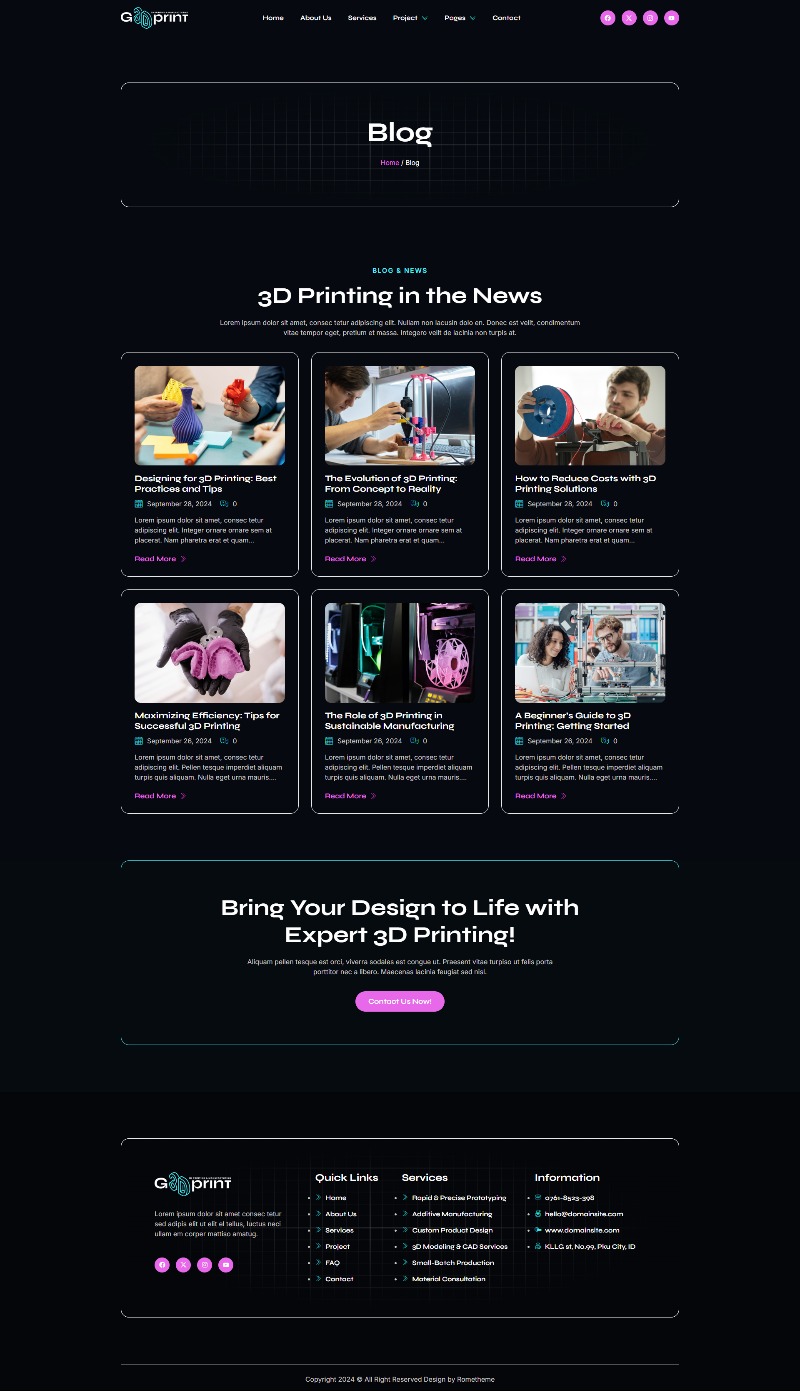 G3Dprint
Home
About Us
Services
Project
Pages
Contact
Blog
Home / Blog
BLOG & NEWS
3D Printing in the News
Lorem ipsum dolor sit amet, consec tetur adipiscing elit. Nullam non lacusin dolo en. Donec est velit, condimentum
vitae tempor eget, pretium et massa. Integero velit de lacinia non turpis at.
Designing for 3D Printing: Best
Practices and Tips
September 28, 2024
0
Lorem ipsum dolor sit amet, consec tetur
adipiscing elit. Integer ornare ornare sem at
placerat. Nam pharetra erat et quam...
Read More
The Evolution of 3D Printing:
From Concept to Reality
September 28, 2024
0
Lorem ipsum dolor sit amet, consec tetur
adipiscing elit. Integer ornare ornare sem at
placerat. Nam pharetra erat et quam...
Read More
How to Reduce Costs with 3D
Printing Solutions
September 28, 2024
0
Lorem ipsum dolor sit amet, consec tetur
adipiscing elit. Integer ornare ornare sem at
placerat. Nam pharetra erat et quam...
Read More
Maximizing Efficiency: Tips for
Successful 3D Printing
September 26, 2024
0
Lorem ipsum dolor sit amet, consec tetur
adipiscing elit. Pellen tesque imperdiet aliquam
turpis quis aliquam. Nulla eget urna mauris....
Read More
The Role of 3D Printing in
Sustainable Manufacturing
September 26, 2024
0
Lorem ipsum dolor sit amet, consec tetur
adipiscing elit. Pellen tesque imperdiet aliquam
turpis quis aliquam. Nulla eget urna mauris....
Read More
A Beginner's Guide to 3D
Printing: Getting Started
September 26, 2024
0
Lorem ipsum dolor sit amet, consec tetur
adipiscing elit. Pellen tesque imperdiet aliquam
turpis quis aliquam. Nulla eget urna mauris....
Read More
Bring Your Design to Life with
Expert 3D Printing!
Aliquam pellen tesque est orci, viverra sodales est congue ut. Praesent vitae turpiso ut felis porta
porttitor nec a libero. Maecenas lacinia feugiat sed nisl.
Contact Us Now!
G3Dprint
Lorem ipsum dolor sit amet consec tetur
sed adipis elit ut elit el tellus, luctus necl
ullam em corper mattiso amatug.
Quick Links
Home
About Us
Services
Project
FAQ
Contact
Services
Rapid & Precise Prototyping
Additive Manufacturing
Custom Product Design
3D Modeling & CAD Services
Small-Batch Production
Material Consultation
Information
0761-8523-398
hello@domainsite.com
www.domainsite.com
KLLG st, No.99, Pku City, ID
Copyright 2024 © All Right Reserved Design by Rometheme